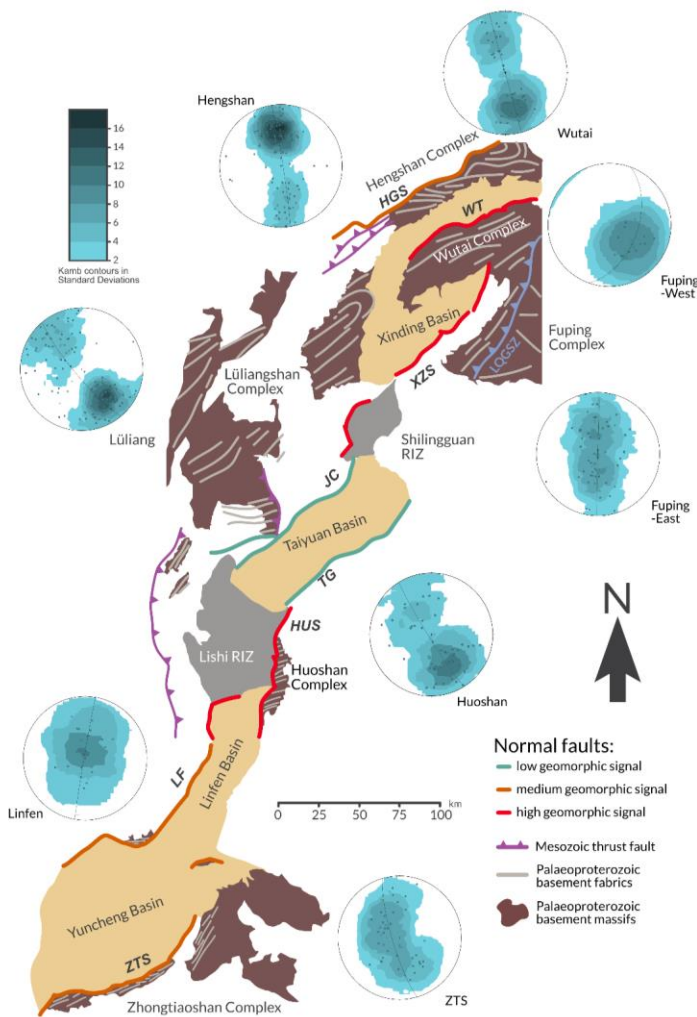 Hengshan
Wutai
16
14
12
10
8
6
4
2
Kamb contours in
Standard Deviations
Hengshan Complex
HGS
WT
Wutai Complex
Fuping
-West
Xinding Basin
Fuping
Complex
LQGSZ
XZS
Lüliangshan
Complex
Lüliang
Shilingguan
RIZ
JC
Fuping
-East
Taiyuan Basin
TG
N
HUS
Lishi RIZ
Huoshan
Complex
Huoshan
LF
Linfen Basin
Linfen
0 25 50 75 100
km
Normal faults:
low geomorphic signal
medium geomorphic signal
high geomorphic signal
Mesozoic thrust fault
Palaeoproterozoic
basement fabrics
Palaeoproterozoic
basement massifs
Yuncheng Basin
ZTS
Zhongtiaoshan Complex
ZTS